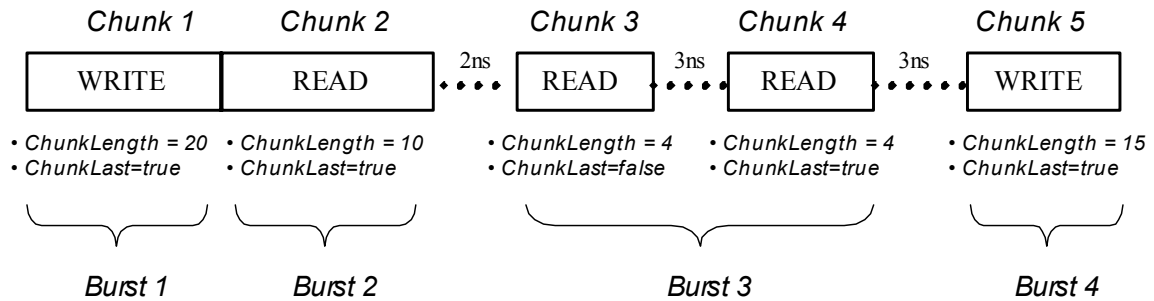 Chunk 1 Chunk 2 Chunk 3 Chunk 4 Chunk 5
WRITE READ 2ns READ 3ns READ 3ns WRITE
• ChunkLength = 20 • ChunkLength = 10 • ChunkLength = 4 • ChunkLength = 4 • ChunkLength = 15
• ChunkLast=true • ChunkLast=true • ChunkLast=false • ChunkLast=true • ChunkLast=true
Burst 1 Burst 2 Burst 3 Burst 4